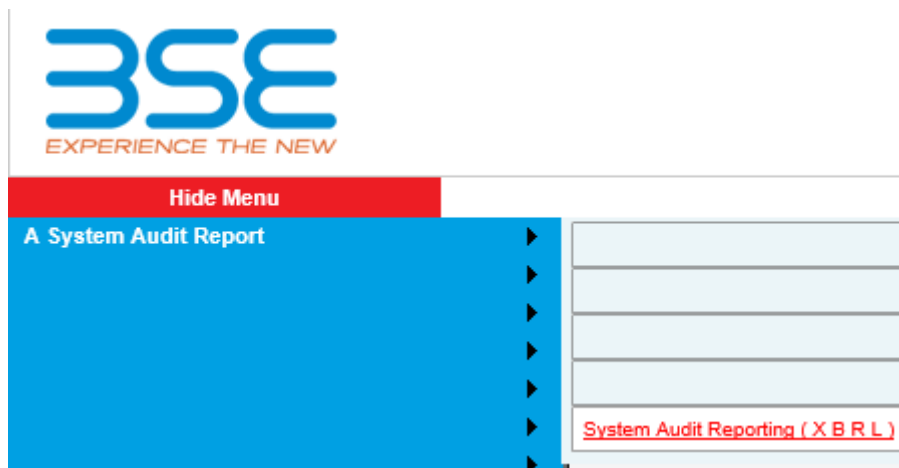 BSE
EXPERIENCE THE NEW
Hide Menu
A System Audit Report
System Audit Reporting ( X B R L )